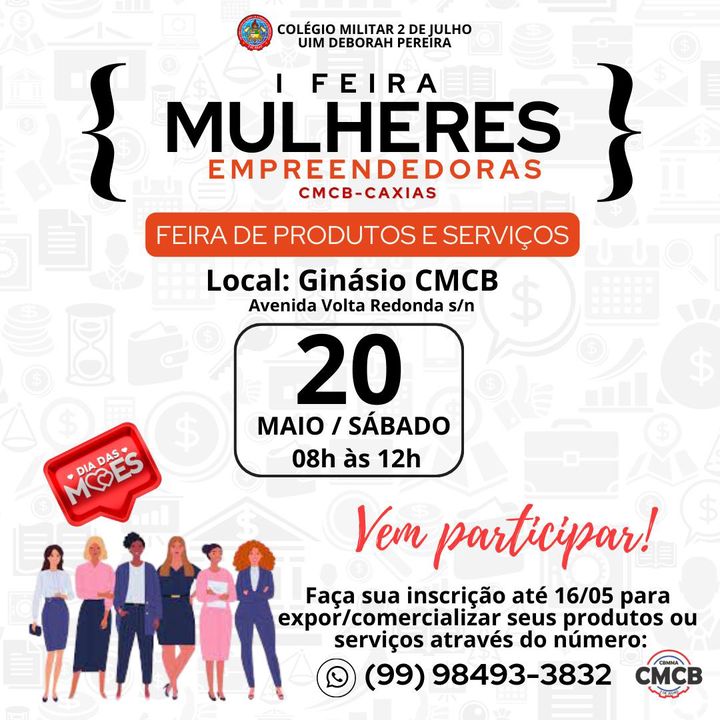 COLÉGIO MILITAR 2 DE JULHO
UIM DEBORAH PEREIRA
I FEIRA
MULHERES
EMPREENDEDORAS
CMCB-CAXIAS
FEIRA DE PRODUTOS E SERVIÇOS
Local: Ginásio CMCB
Avenida Volta Redonda s/n
20
MAIO / SÁBADO
08h às 12h
DIA DAS
MÃES
Vem participar!
Faça sua inscrição até 16/05 para
expor/comercializar seus produtos ou
serviços através do número:
(99) 98493-3832
CBMMA
CMCB